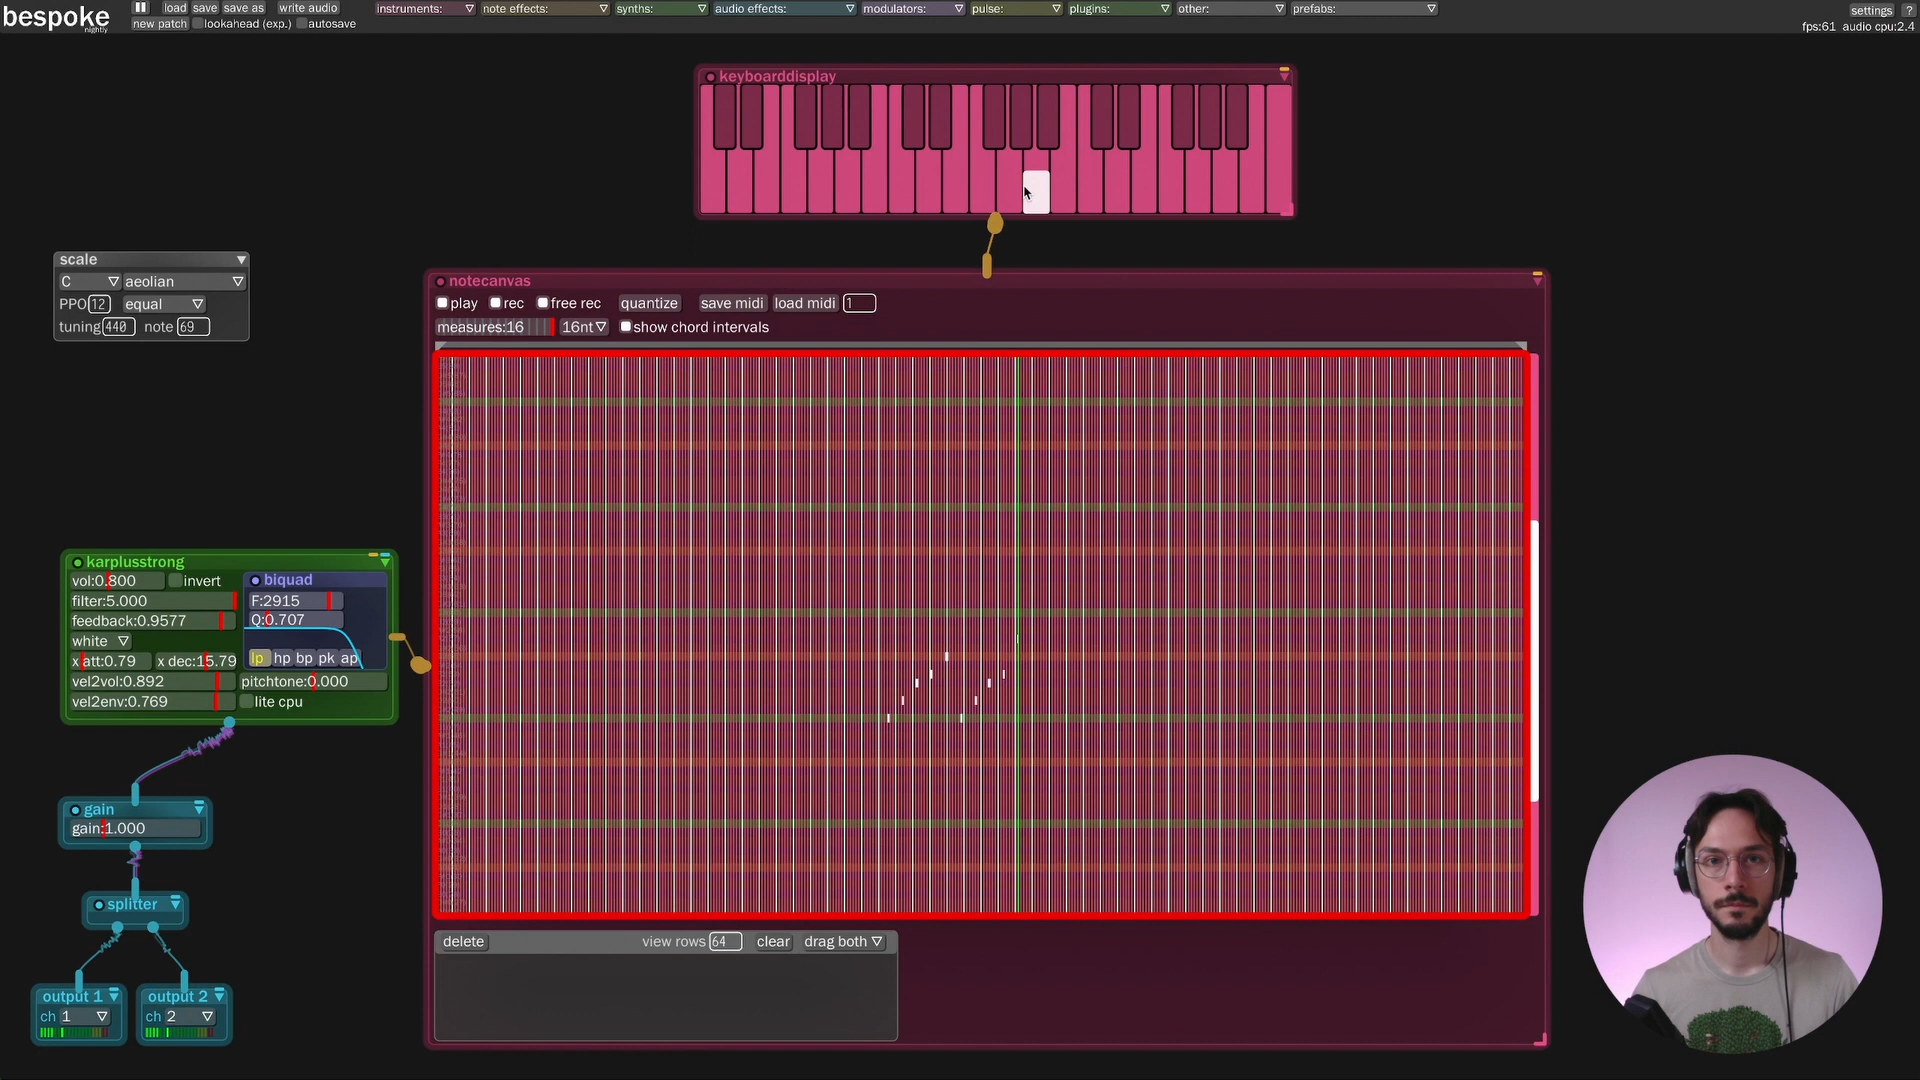 bespoke
nightly
load save save as write audio
new patch lookahead (exp.) autosave
instruments: note effects: synths: audio effects: modulators: pulse: plugins: other: prefabs:
settings ?
fps:61 audio cpu:2.4
keyboarddisplay
scale
C aeolian
PPO 12 equal
tuning 440 note 69
notecanvas
play rec free rec quantize save midi load midi 1
measures:16 16nt show chord intervals
karplusstrong
vol:0.800 invert
filter:5.000
feedback:0.9577
white
x att:0.79 x dec:15.79
vel2vol:0.892 pitchtone:0.000
vel2env:0.769 lite cpu
biquad
F:2915
Q:0.707
lp hp bp pk ap
gain
gain:1.000
splitter
output 1
ch 1
output 2
ch 2
delete view rows 64 clear drag both